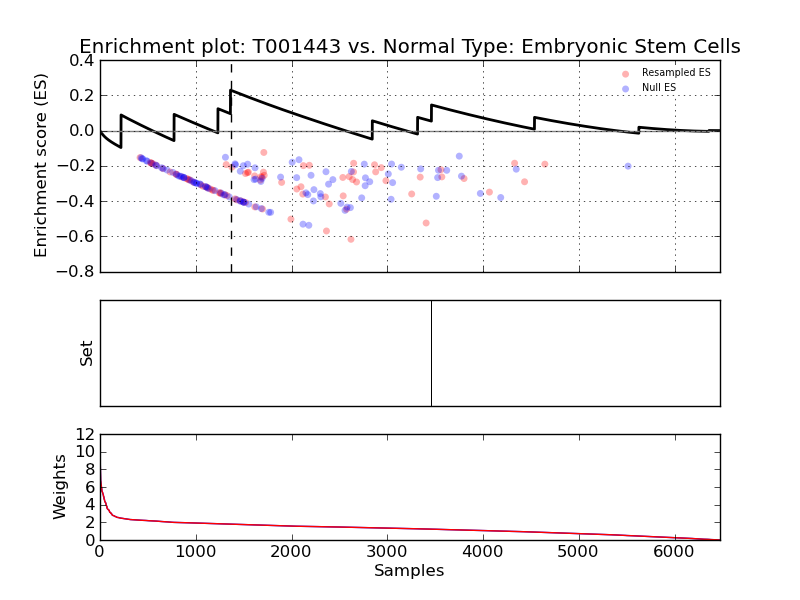 Enrichment plot: T001443 vs. Normal Type: Embryonic Stem Cells
Enrichment score (ES)
0.4
0.2
0.0
−0.2
−0.4
−0.6
−0.8
Resampled ES
Null ES
Set
Weights
12
10
8
6
4
2
0
0 1000 2000 3000 4000 5000 6000
Samples